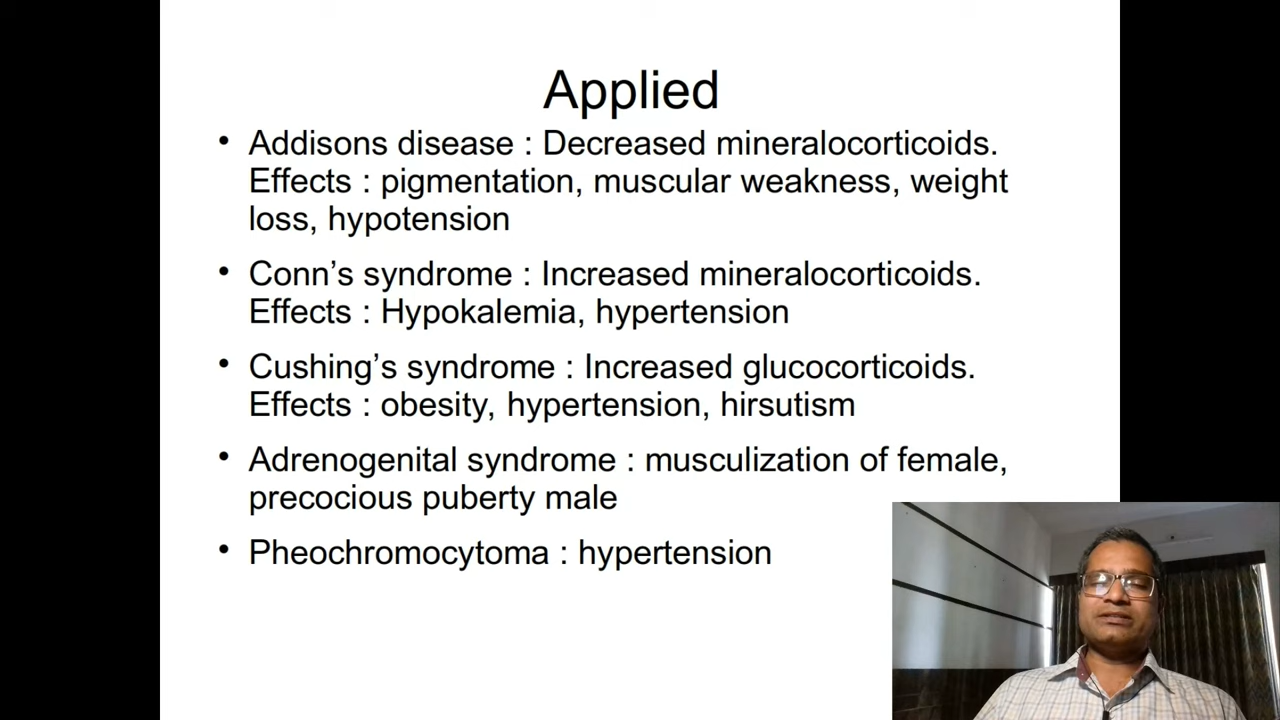 Applied
• Addisons disease : Decreased mineralocorticoids.
Effects : pigmentation, muscular weakness, weight
loss, hypotension
• Conn’s syndrome : Increased mineralocorticoids.
Effects : Hypokalemia, hypertension
• Cushing’s syndrome : Increased glucocorticoids.
Effects : obesity, hypertension, hirsutism
• Adrenogenital syndrome : musculization of female,
precocious puberty male
• Pheochromocytoma : hypertension